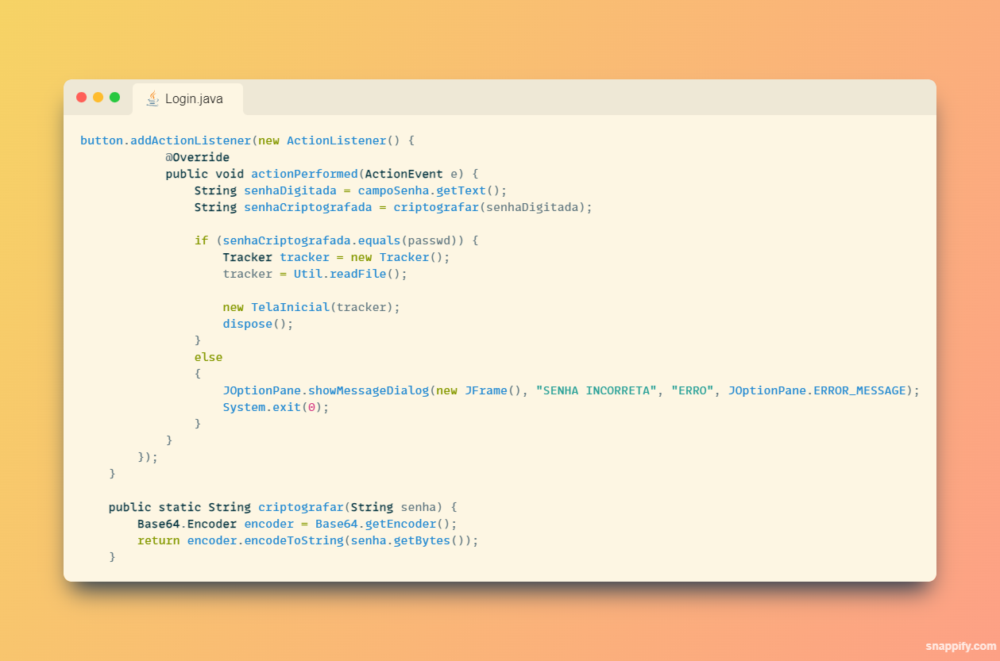 Login.java
button.addActionListener(new ActionListener() {
            @Override
            public void actionPerformed(ActionEvent e) {
                String senhaDigitada = campoSenha.getText();
                String senhaCriptografada = criptografar(senhaDigitada);

                if (senhaCriptografada.equals(passwd)) {
                    Tracker tracker = new Tracker();
                    tracker = Util.readFile();

                    new TelaInicial(tracker);
                    dispose();
                }
                else
                {
                    JOptionPane.showMessageDialog(new JFrame(), "SENHA INCORRETA", "ERRO", JOptionPane.ERROR_MESSAGE);
                    System.exit(0);
                }
            }
        });
    }

    public static String criptografar(String senha) {
        Base64.Encoder encoder = Base64.getEncoder();
        return encoder.encodeToString(senha.getBytes());
    }
snappify.com